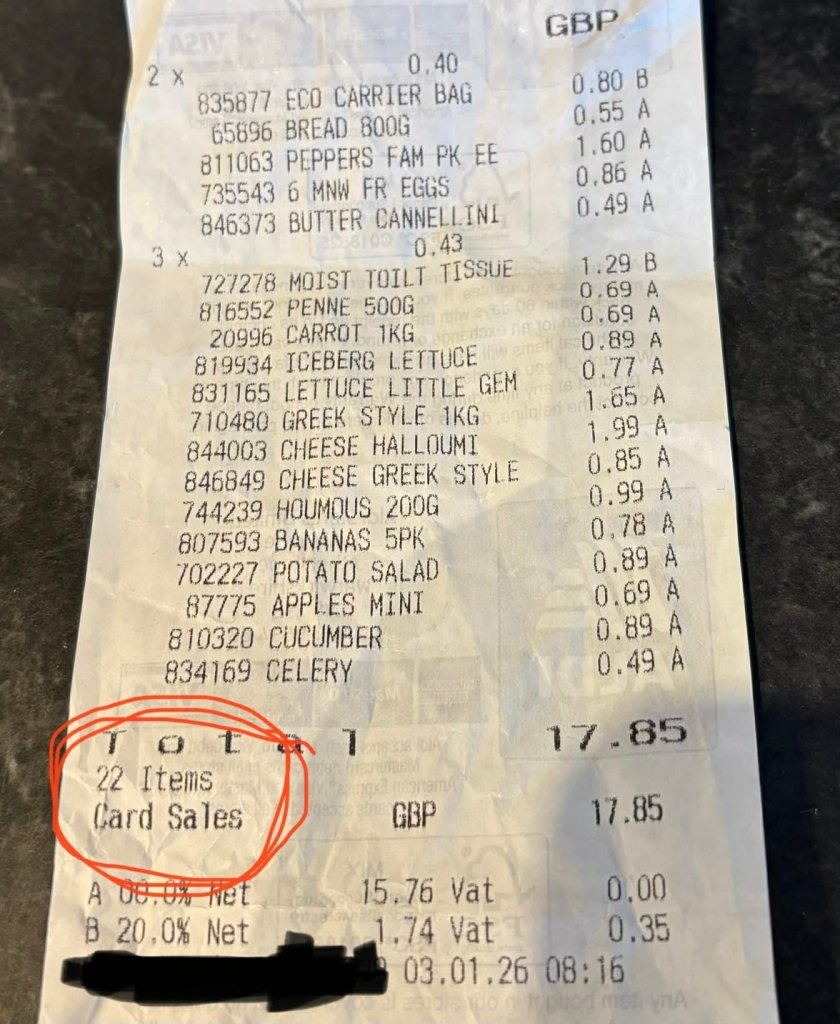 GBP
2 x 0.40
835877 ECO CARRIER BAG 0.80 B
65896 BREAD 800G 0.55 A
811063 PEPPERS FAM PK EE 1.60 A
735543 6 MNW FR EGGS 0.86 A
846373 BUTTER CANNELLINI 0.49 A
3 x 0.43
727278 MOIST TOILT TISSUE 1.29 B
816552 PENNE 500G 0.69 A
20996 CARROT 1KG 0.69 A
819934 ICEBERG LETTUCE 0.89 A
831165 LETTUCE LITTLE GEM 0.77 A
710480 GREEK STYLE 1KG 1.65 A
844003 CHEESE HALLOUMI 1.99 A
846849 CHEESE GREEK STYLE 0.85 A
744239 HOUMOUS 200G 0.99 A
807593 BANANAS 5PK 0.78 A
702227 POTATO SALAD 0.89 A
87775 APPLES MINI 0.69 A
810320 CUCUMBER 0.89 A
834169 CELERY 0.49 A
Total 17.85
22 Items
Card Sales GBP 17.85
A 00.0% Net 15.76 Vat 0.00
B 20.0% Net 1.74 Vat 0.35
03.01.26 08:16